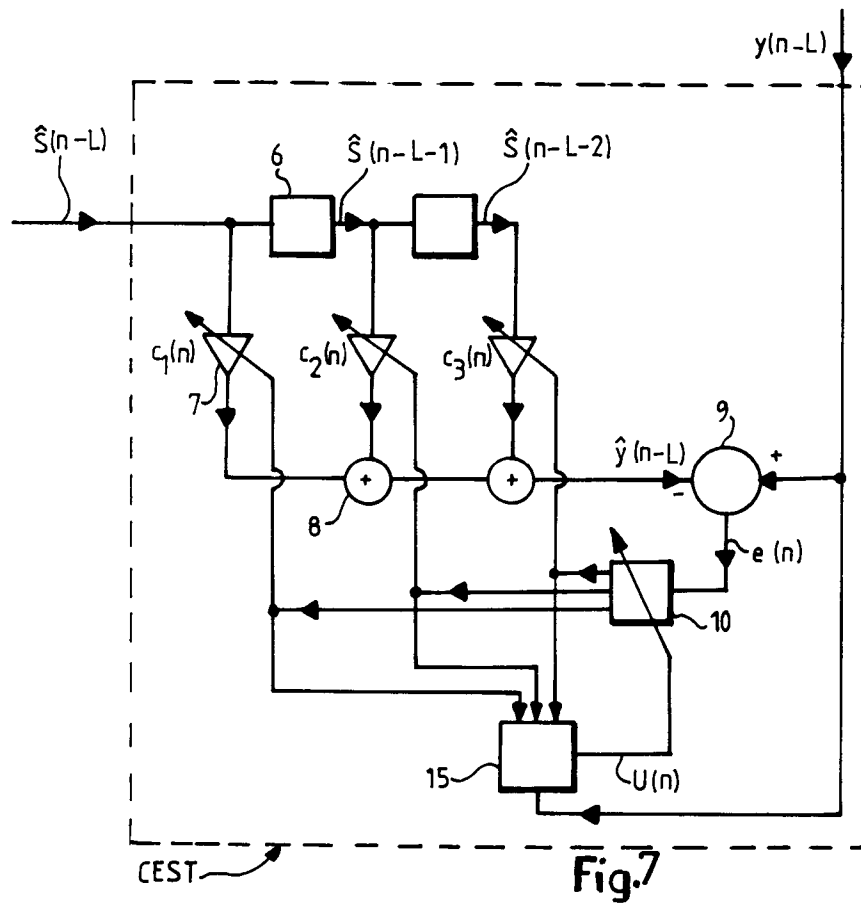 y(n-L)
ŝ(n-L)
6
ŝ(n-L-1)
ŝ(n-L-2)
c₁(n)
7
c₂(n)
c₃(n)
+
8
+
ŷ(n-L)
9
+
-
e(n)
10
15
U(n)
CEST
Fig.7